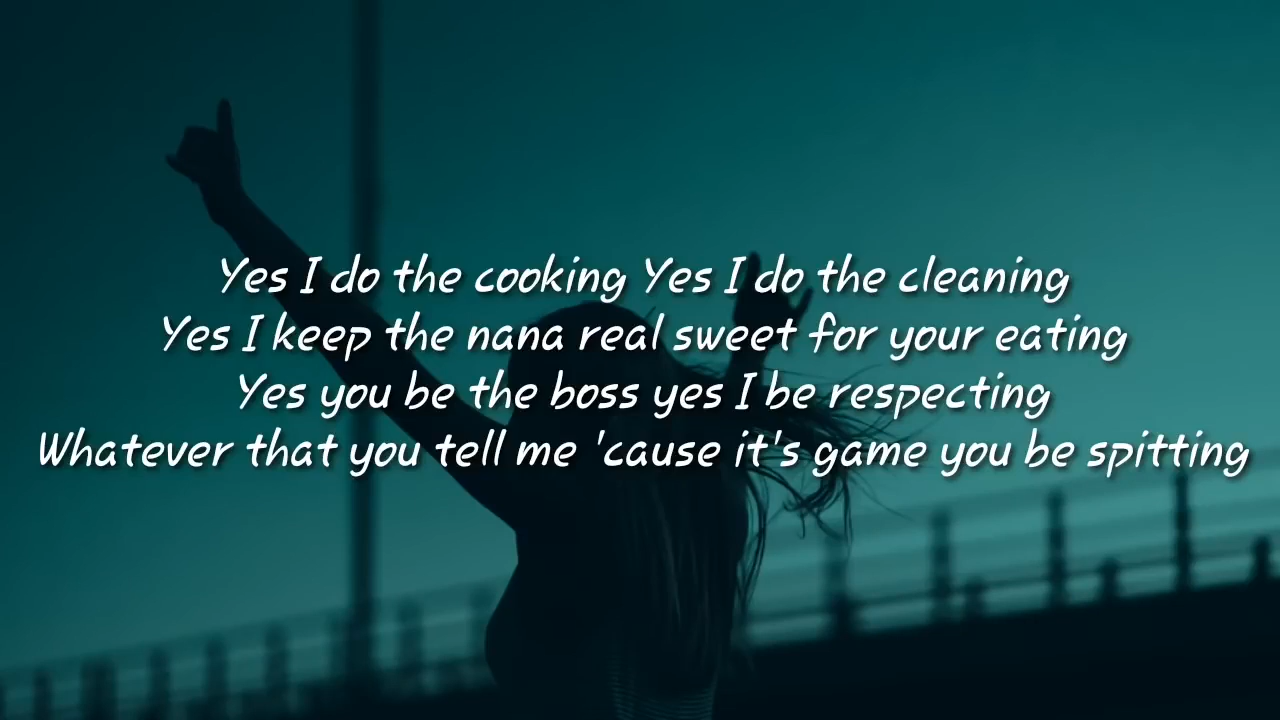 Yes I do the cooking Yes I do the cleaning
Yes I keep the nana real sweet for your eating
Yes you be the boss yes I be respecting
Whatever that you tell me 'cause it's game you be spitting